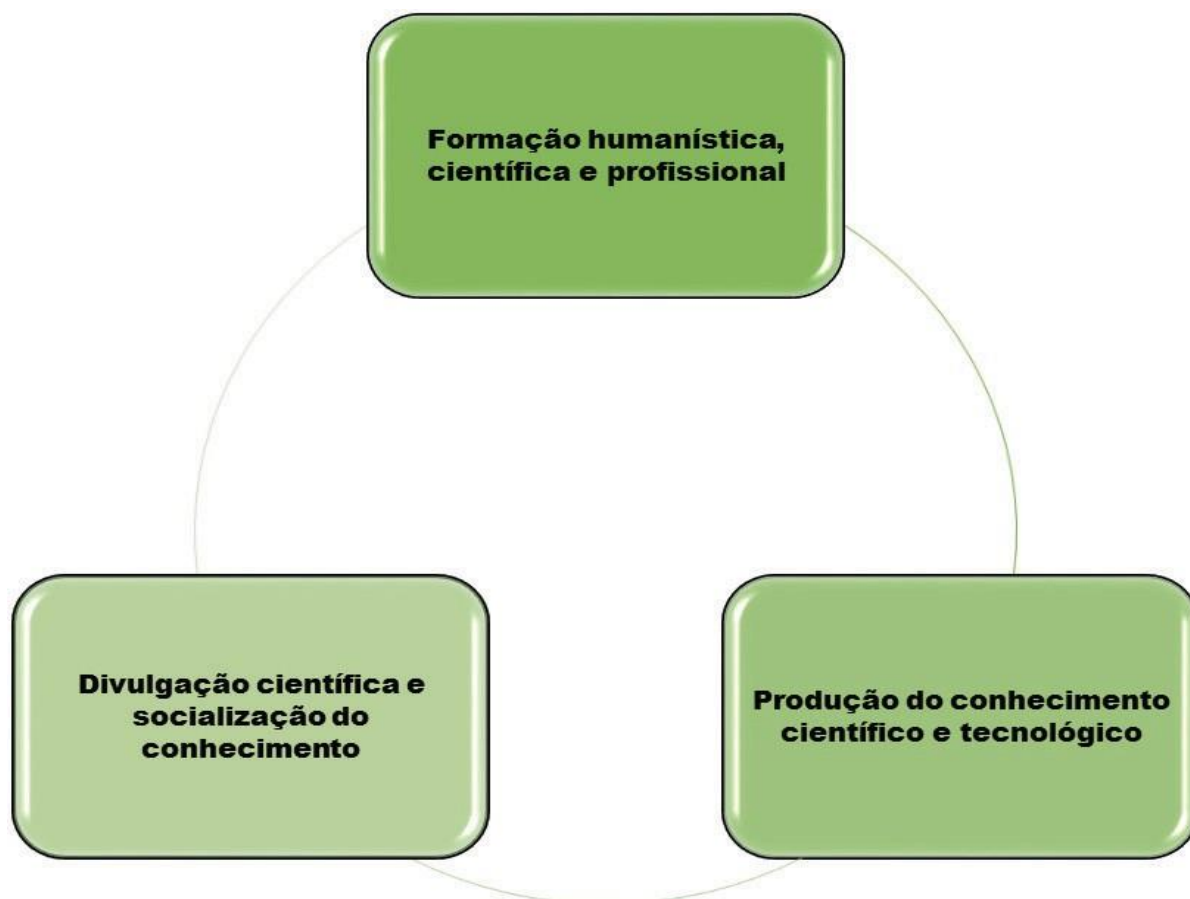 Formação humanística,
científica e profissional
Divulgação científica e
socialização do
conhecimento
Produção do conhecimento
científico e tecnológico